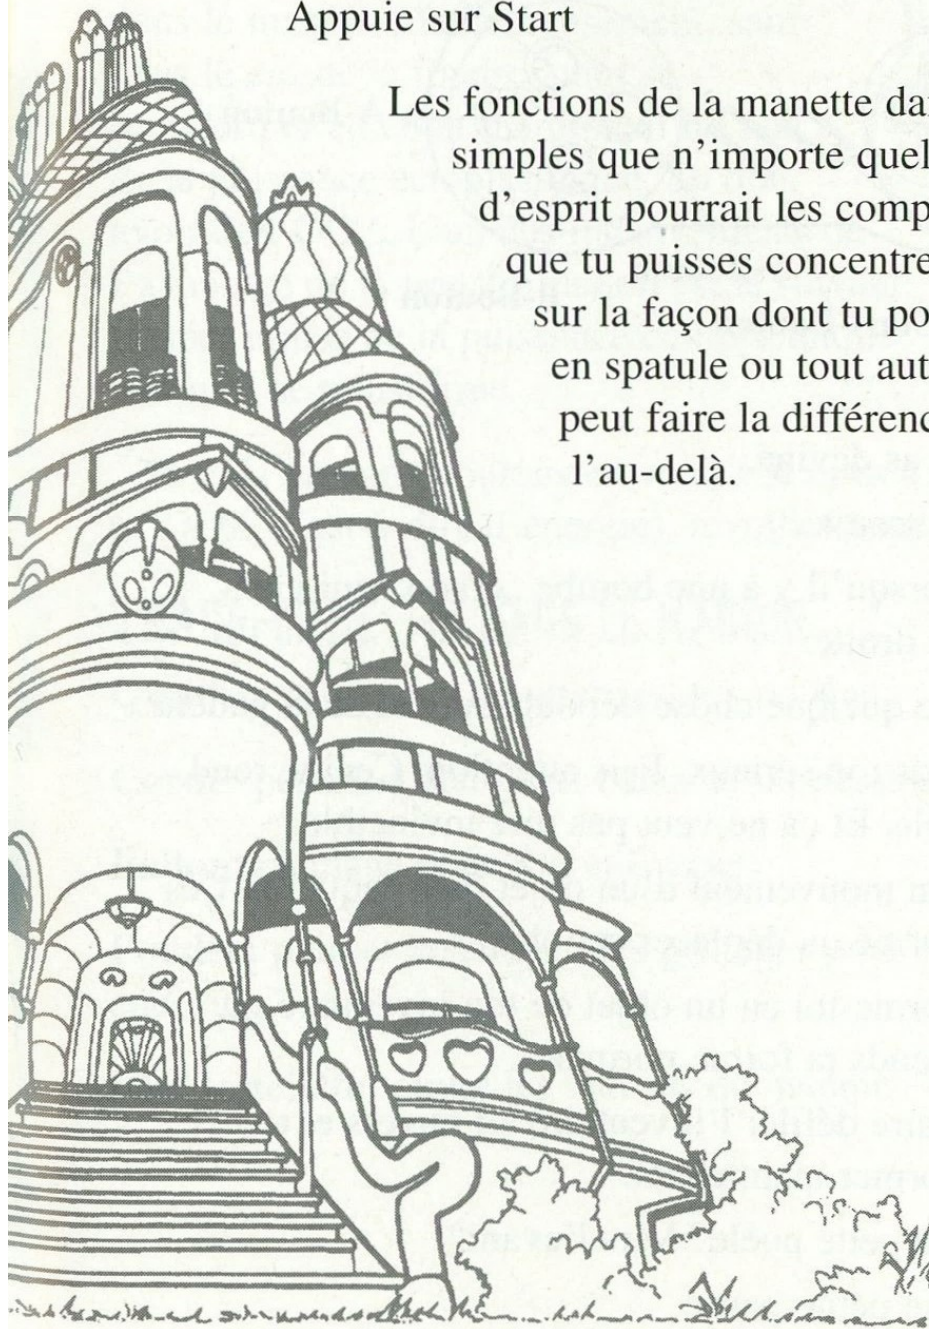 Appuie sur Start
Les fonctions de la manette da
simples que n'importe quel
d'esprit pourrait les comp
que tu puisses concentre
sur la façon dont tu po
en spatule ou tout aut
peut faire la différenc
l'au-delà.